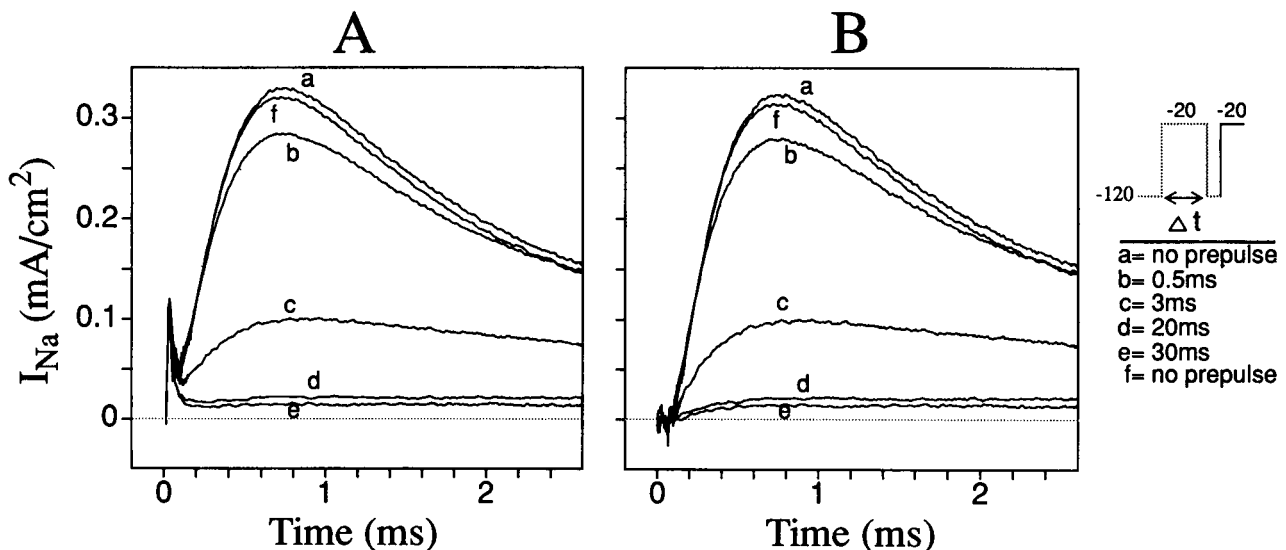 A
B
I_Na (mA/cm²)
0.3
0.2
0.1
0
a
f
b
c
d
e
0
1
2
Time (ms)
a
f
b
c
d
e
0
1
2
Time (ms)
-20 -20
-120
Δ t
a= no prepulse
b= 0.5ms
c= 3ms
d= 20ms
e= 30ms
f= no prepulse